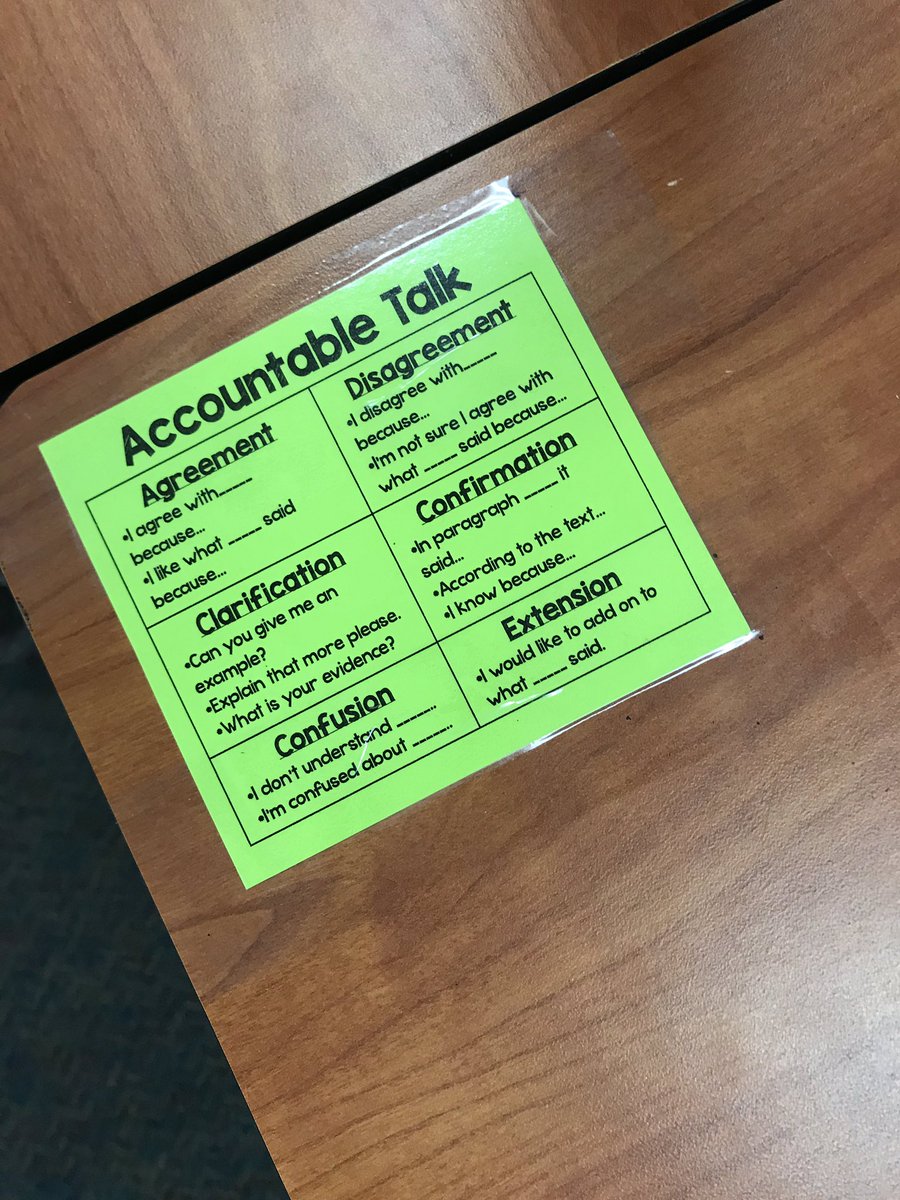 Accountable Talk
Agreement
•I agree with____
because...
•I like what ____ said
because...
Disagreement
•I disagree with____
because...
•I'm not sure I agree with
what ____ said because...
Clarification
•Can you give me an
example?
•Explain that more please.
•What is your evidence?
Confirmation
•In paragraph ____ it
said...
•According to the text...
•I know because...
Confusion
•I don't understand ____..
•I'm confused about ____..
Extension
•I would like to add on to
what ____ said.